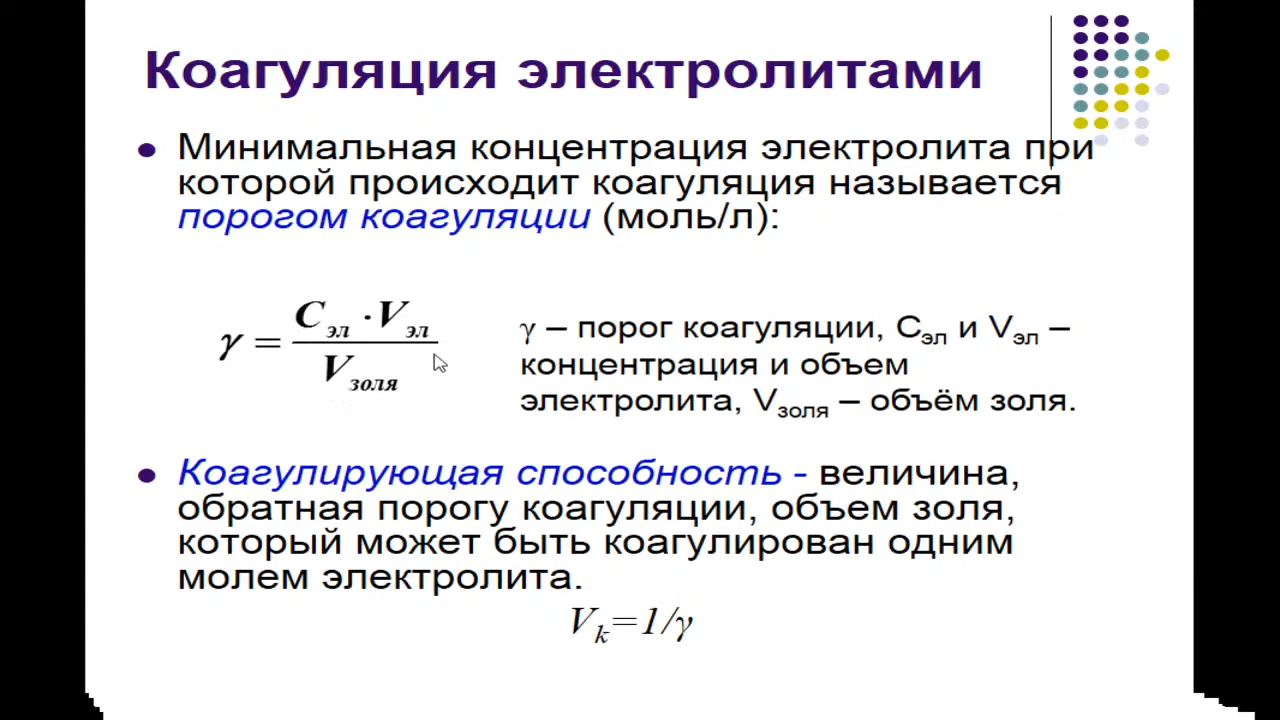 Коагуляция электролитами
Минимальная концентрация электролита при
которой происходит коагуляция называется
порогом коагуляции (моль/л):
γ = Cэл · Vэл / Vзоля
γ – порог коагуляции, Cэл и Vэл –
концентрация и объем
электролита, Vзоля – объём золя.
Коагулирующая способность - величина,
обратная порогу коагуляции, объем золя,
который может быть коагулирован одним
молем электролита.
Vk=1/γ